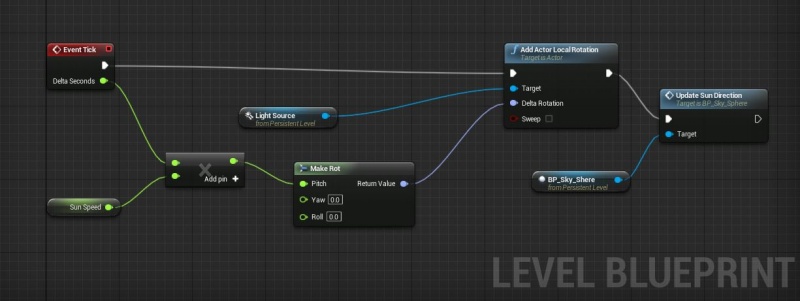 Event Tick
Delta Seconds
Sun Speed
Add pin +
Light Source
from Persistent Level
Make Rot
Pitch
Return Value
Yaw 0.0
Roll 0.0
Add Actor Local Rotation
Target is Actor
Target
Delta Rotation
Sweep
BP_Sky_Shere
from Persistent Level
Update Sun Direction
Target is BP_Sky_Sphere
Target
LEVEL BLUEPRINT